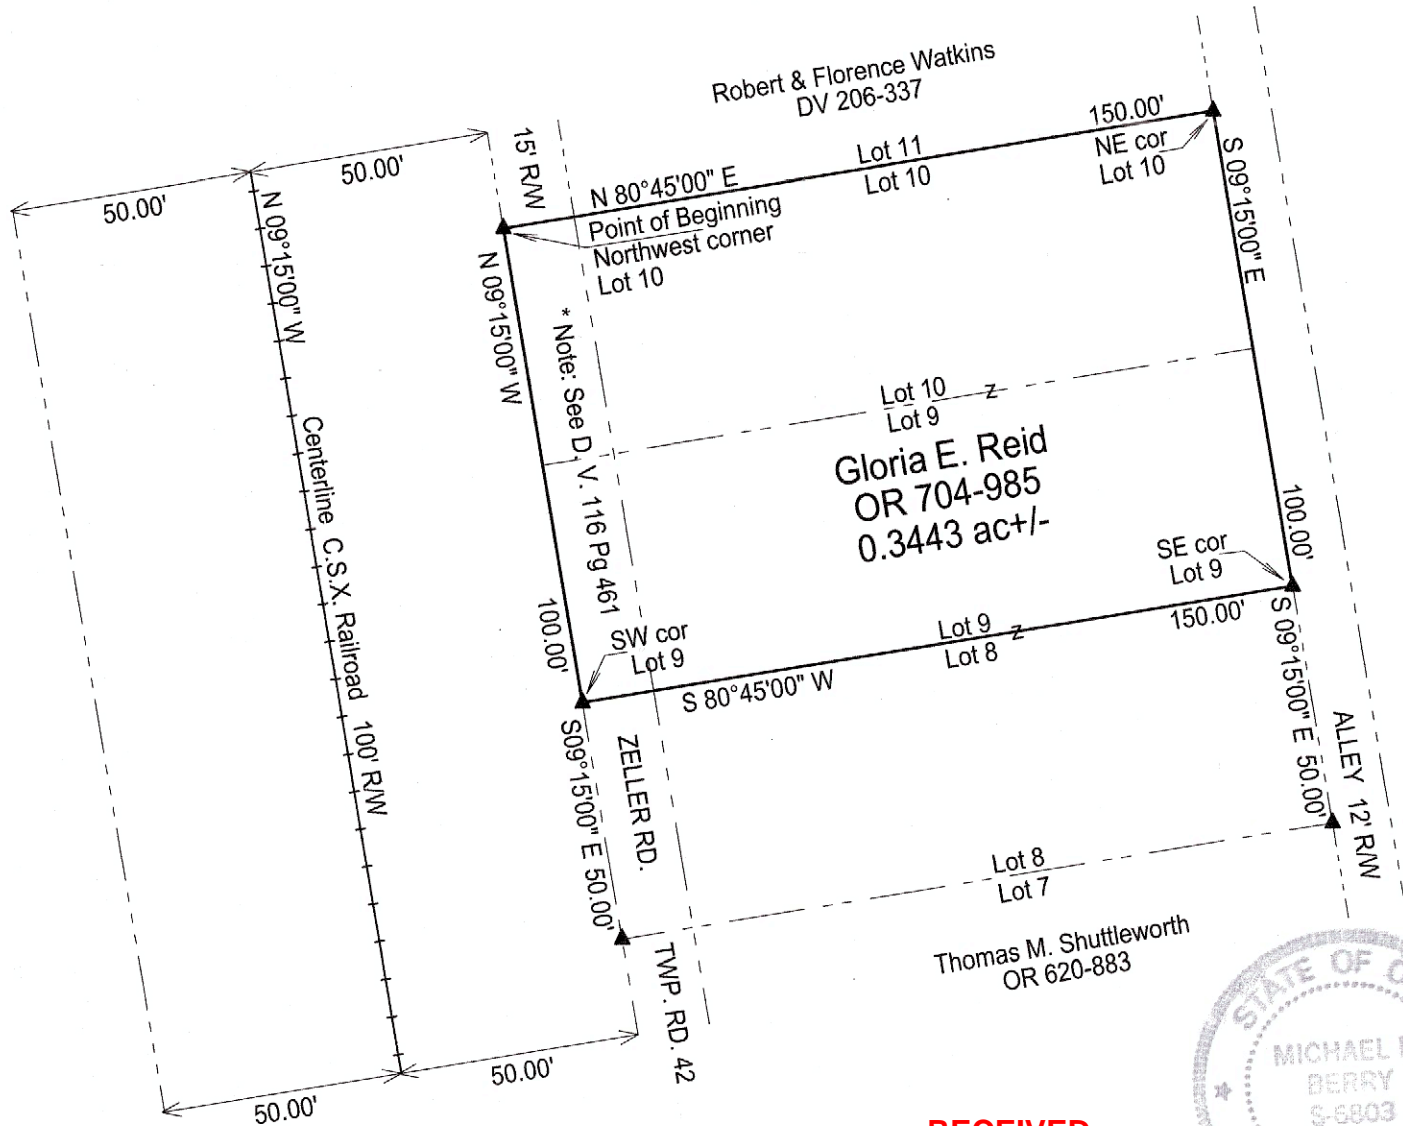 Robert & Florence Watkins
DV 206-337
50.00'
50.00'
15' R/W
N 80°45'00" E
Lot 11
Lot 10
150.00'
NE cor
Lot 10
Point of Beginning
Northwest corner
Lot 10
N 09°15'00" W
N 09°15'00" W
S 09°15'00" E
* Note: See D. V. 116 Pg 461
Centerline C.S.X. Railroad 100' R/W
Lot 10
Lot 9
Gloria E. Reid
OR 704-985
0.3443 ac+/-
100.00'
SE cor
Lot 9
100.00'
SW cor
Lot 9
Lot 9
Lot 8
150.00'
S 80°45'00" W
S09°15'00" E 50.00'
ZELLER RD.
S 09°15'00" E 50.00'
ALLEY 12' R/W
Lot 8
Lot 7
Thomas M. Shuttleworth
OR 620-883
TWP. RD. 42
50.00'
50.00'
STATE OF
MICHAEL
BERRY
S-6803
RECEIVED